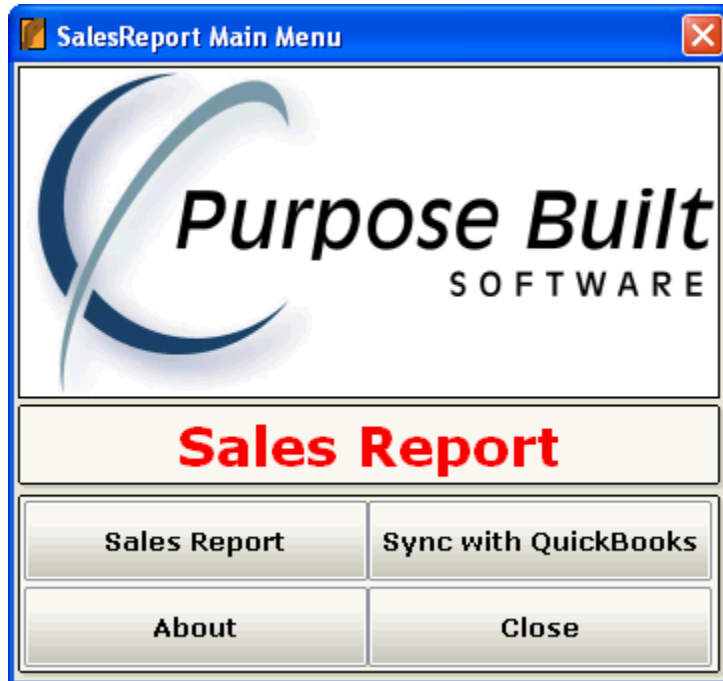 SalesReport Main Menu
Purpose Built
SOFTWARE
Sales Report
Sales Report
Sync with QuickBooks
About
Close